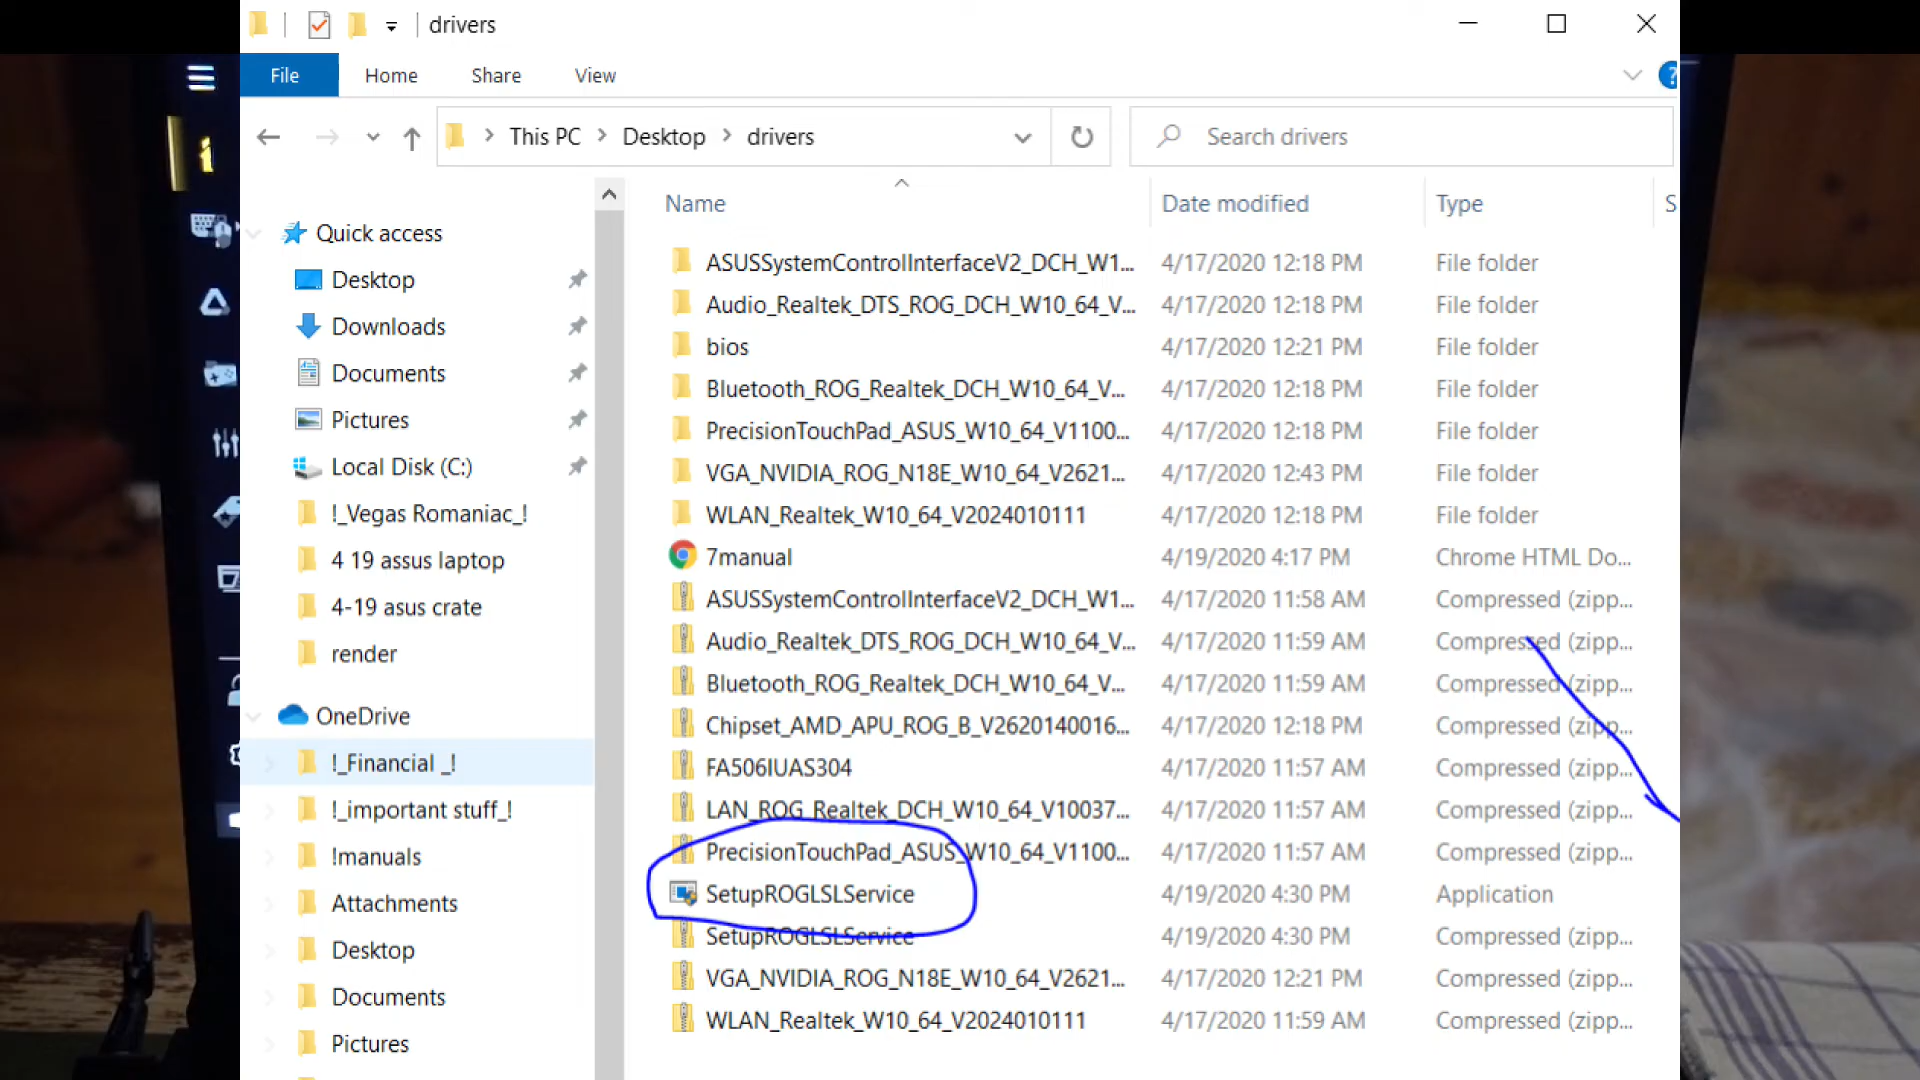 drivers
File Home Share View ?
This PC > Desktop > drivers Search drivers
Name Date modified Type S
Quick access
Desktop
Downloads
Documents
Pictures
Local Disk (C:)
!_Vegas Romaniac_!
4 19 assus laptop
4-19 asus crate
render
OneDrive
!_Financial _!
!_important stuff_!
!manuals
Attachments
Desktop
Documents
Pictures
ASUSSystemControlInterfaceV2_DCH_W1... 4/17/2020 12:18 PM File folder
Audio_Realtek_DTS_ROG_DCH_W10_64_V... 4/17/2020 12:18 PM File folder
bios 4/17/2020 12:21 PM File folder
Bluetooth_ROG_Realtek_DCH_W10_64_V... 4/17/2020 12:18 PM File folder
PrecisionTouchPad_ASUS_W10_64_V1100... 4/17/2020 12:18 PM File folder
VGA_NVIDIA_ROG_N18E_W10_64_V2621... 4/17/2020 12:43 PM File folder
WLAN_Realtek_W10_64_V2024010111 4/17/2020 12:18 PM File folder
7manual 4/19/2020 4:17 PM Chrome HTML Do...
ASUSSystemControlInterfaceV2_DCH_W1... 4/17/2020 11:58 AM Compressed (zipp...
Audio_Realtek_DTS_ROG_DCH_W10_64_V... 4/17/2020 11:59 AM Compressed (zipp...
Bluetooth_ROG_Realtek_DCH_W10_64_V... 4/17/2020 11:59 AM Compressed (zipp...
Chipset_AMD_APU_ROG_B_V2620140016... 4/17/2020 12:18 PM Compressed (zipp...
FA506IUAS304 4/17/2020 11:57 AM Compressed (zipp...
LAN_ROG_Realtek_DCH_W10_64_V10037... 4/17/2020 11:57 AM Compressed (zipp...
PrecisionTouchPad_ASUS_W10_64_V1100... 4/17/2020 11:57 AM Compressed (zipp...
SetupROGLSLService 4/19/2020 4:30 PM Application
SetupROGLSLService 4/19/2020 4:30 PM Compressed (zipp...
VGA_NVIDIA_ROG_N18E_W10_64_V2621... 4/17/2020 12:21 PM Compressed (zipp...
WLAN_Realtek_W10_64_V2024010111 4/17/2020 11:59 AM Compressed (zipp...